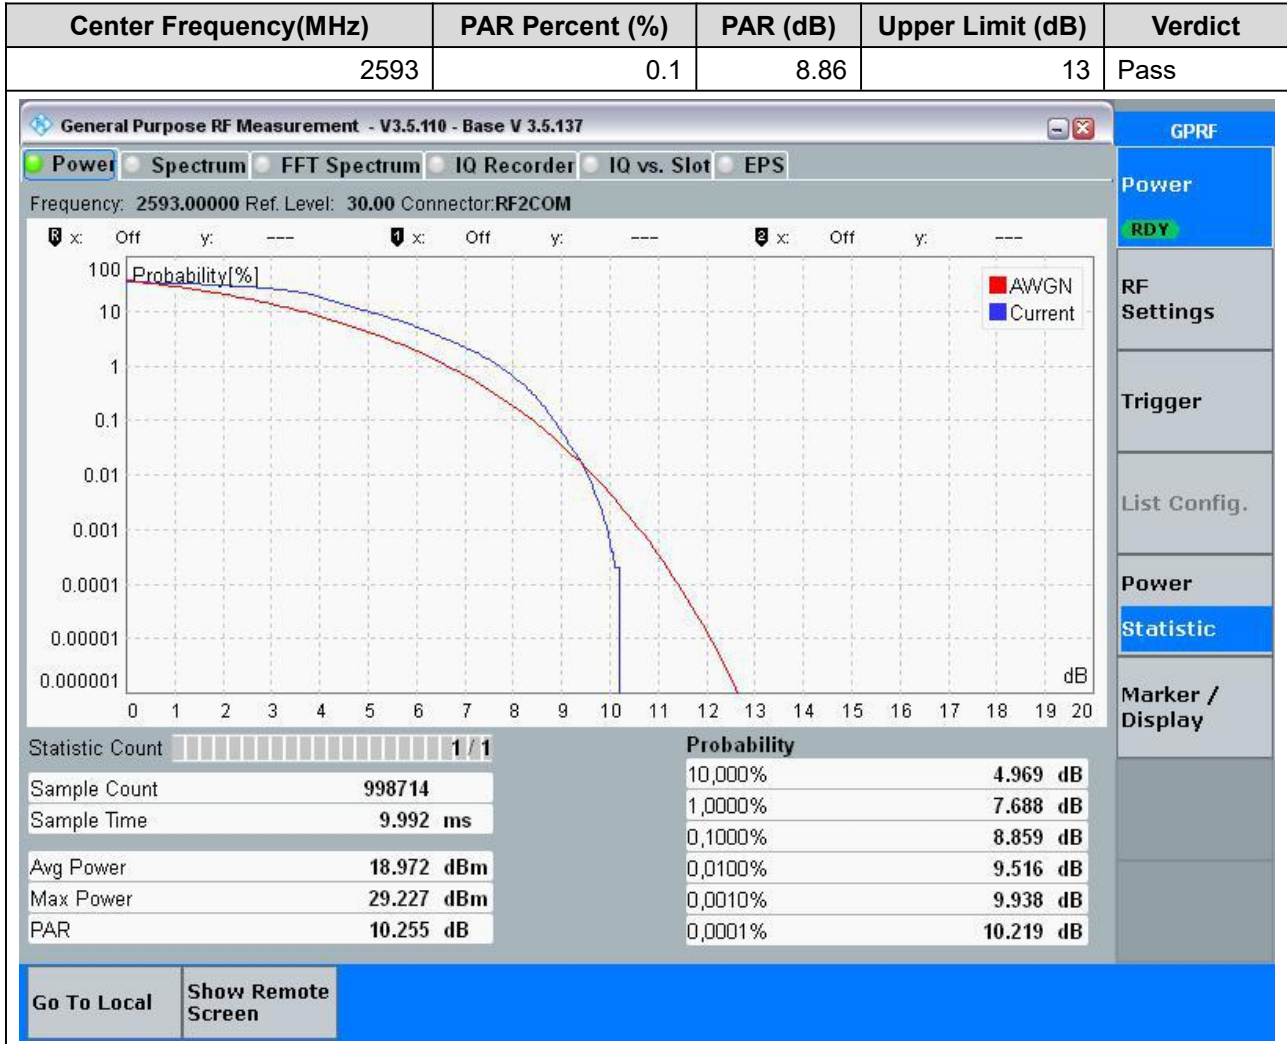 Center Frequency(MHz) PAR Percent (%) PAR (dB) Upper Limit (dB) Verdict
2593 0.1 8.86 13 Pass
General Purpose RF Measurement - V3.5.110 - Base V 3.5.137
GPRF
Power Spectrum FFT Spectrum IQ Recorder IQ vs. Slot EPS
Power
RDY
Frequency: 2593.00000 Ref. Level: 30.00 Connector:RF2COM
R x: Off y: --- 1 x: Off y: --- 2 x: Off y: ---
Probability[%]
AWGN
Current
100
10
1
0.1
0.01
0.001
0.0001
0.00001
0.000001
dB
0 1 2 3 4 5 6 7 8 9 10 11 12 13 14 15 16 17 18 19 20
RF
Settings
Trigger
List Config.
Power
Statistic
Marker /
Display
Statistic Count 1 / 1
Sample Count 998714
Sample Time 9.992 ms
Avg Power 18.972 dBm
Max Power 29.227 dBm
PAR 10.255 dB
Probability
10,000% 4.969 dB
1,0000% 7.688 dB
0,1000% 8.859 dB
0,0100% 9.516 dB
0,0010% 9.938 dB
0,0001% 10.219 dB
Go To Local
Show Remote
Screen